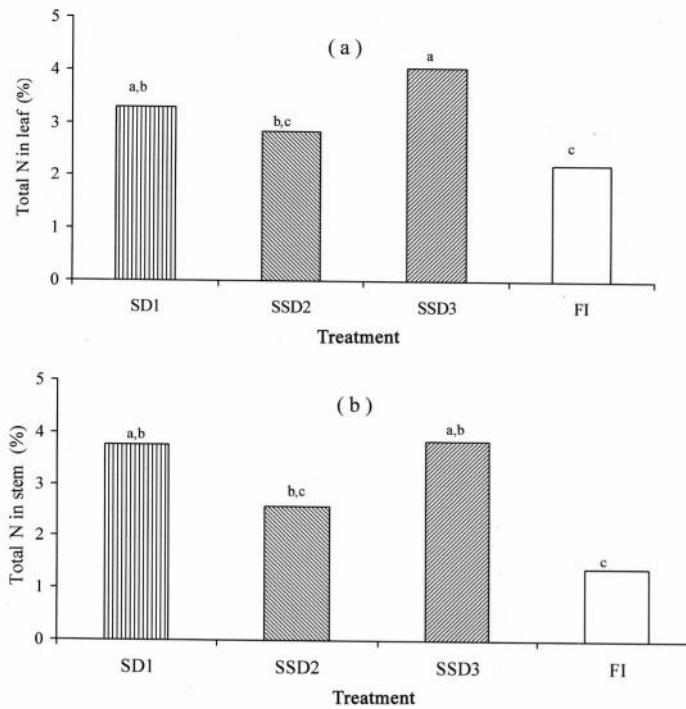 5
( a )
a
a,b
4
b,c
3
c
2
1
0
Total N in leaf (%)
SD1 SSD2 SSD3 FI
Treatment
5
( b )
a,b a,b
4
b,c
3
2
c
1
0
Total N in stem (%)
SD1 SSD2 SSD3 FI
Treatment